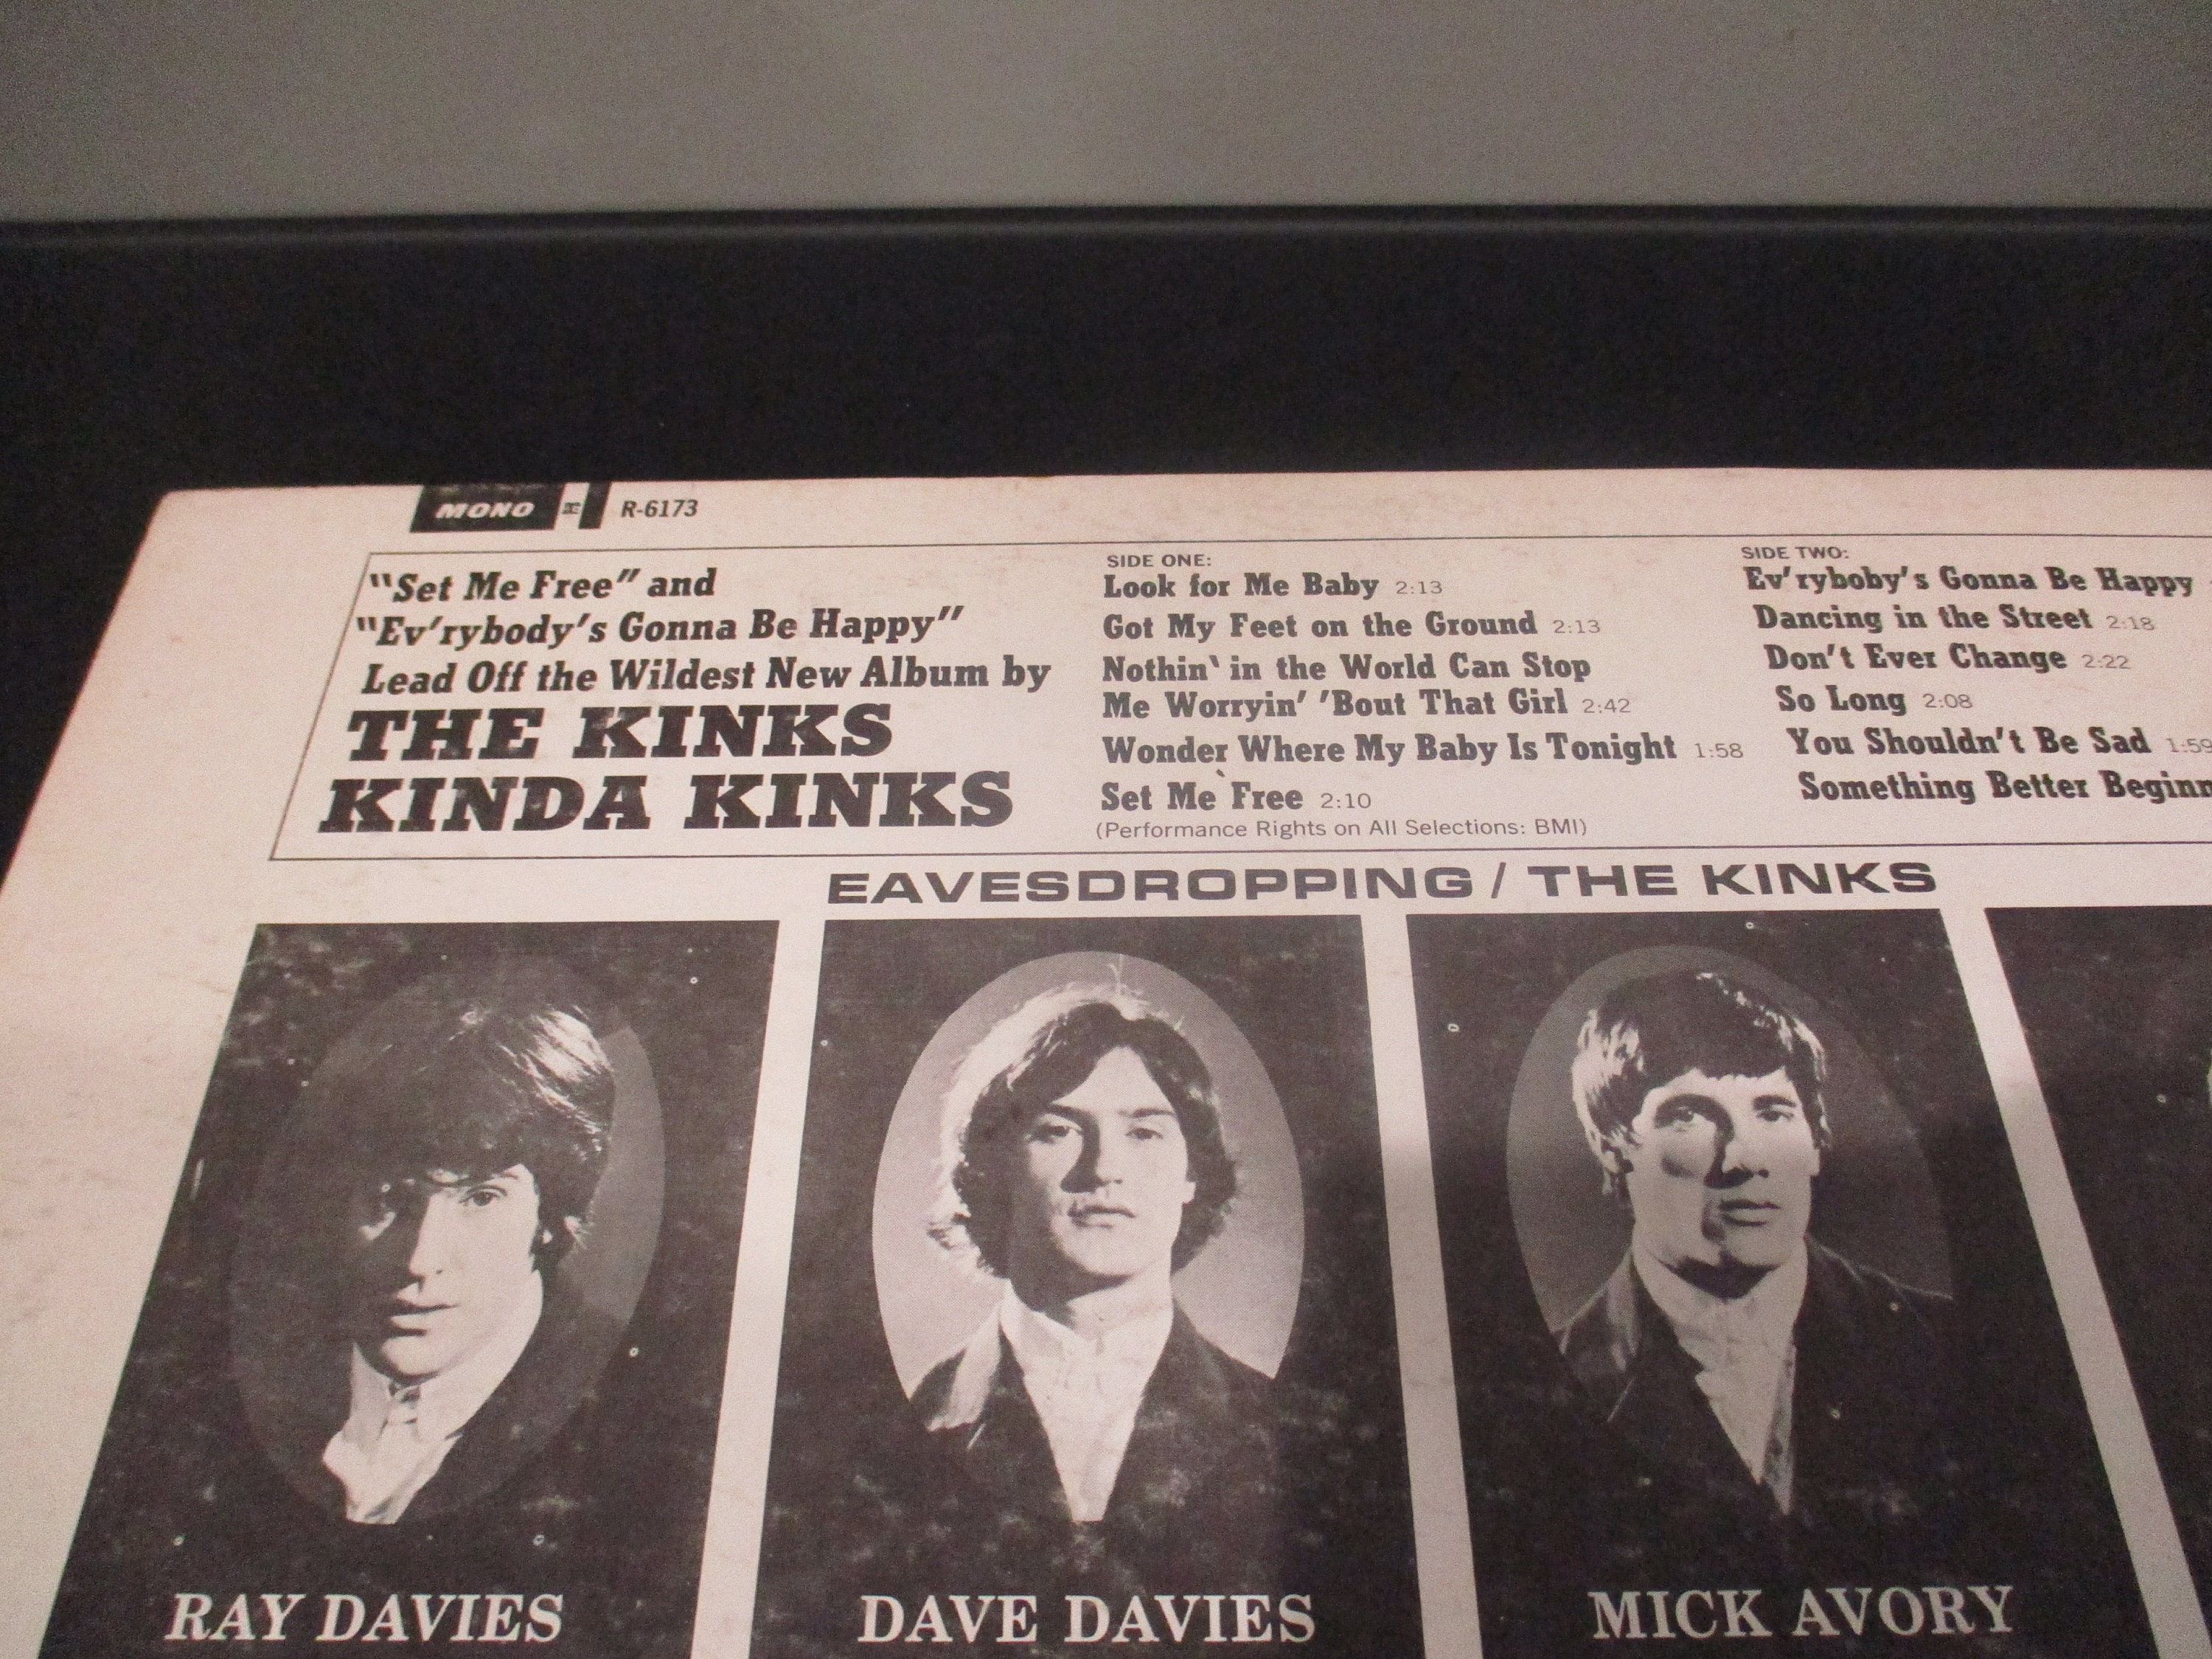 MONO R-6173
"Set Me Free" and
"Ev'rybody's Gonna Be Happy"
Lead Off the Wildest New Album by
THE KINKS
KINDA KINKS
SIDE ONE:
Look for Me Baby 2:13
Got My Feet on the Ground 2:13
Nothin' in the World Can Stop
Me Worryin' 'Bout That Girl 2:42
Wonder Where My Baby Is Tonight 1:58
Set Me Free 2:10
(Performance Rights on All Selections: BMI)
SIDE TWO:
Ev'ryboby's Gonna Be Happy
Dancing in the Street 2:18
Don't Ever Change 2:22
So Long 2:08
You Shouldn't Be Sad 1:59
Something Better Beginn
EAVESDROPPING / THE KINKS
RAY DAVIES
DAVE DAVIES
MICK AVORY